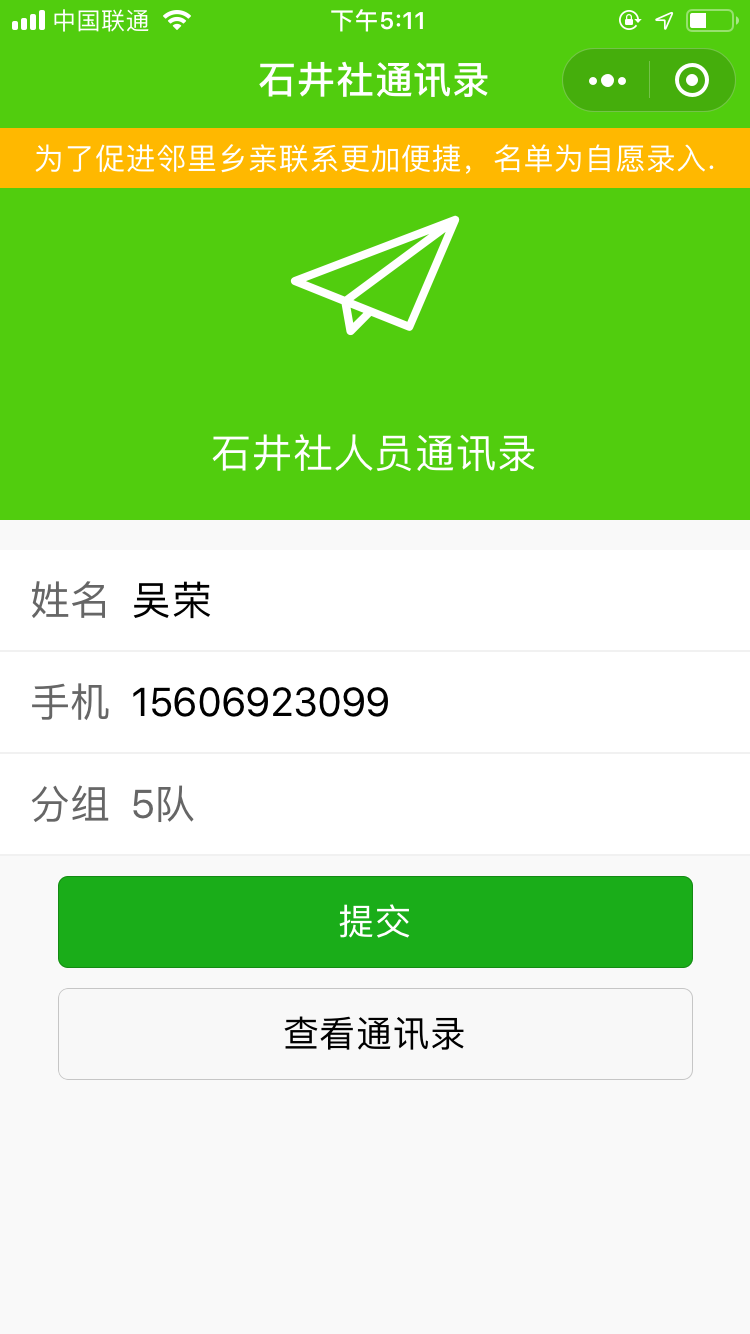 中国联通 下午5:11
石井社通讯录
为了促进邻里乡亲联系更加便捷，名单为自愿录入.
石井社人员通讯录
姓名 吴荣
手机 15606923099
分组 5队
提交
查看通讯录